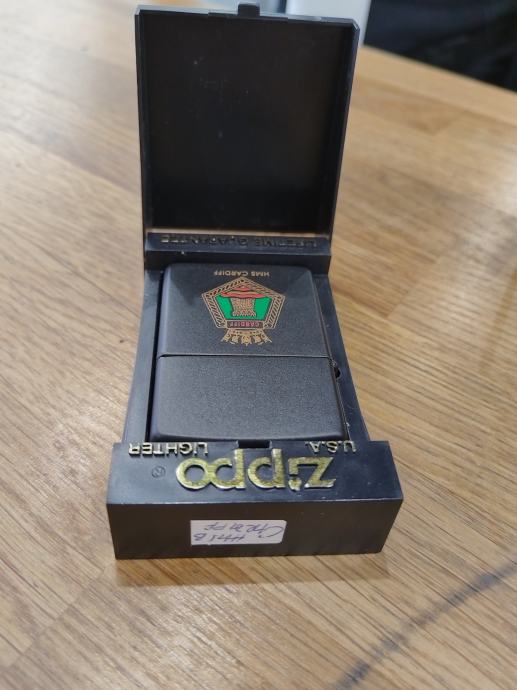 zippo ®
U.S.A. LIGHTER
CARDIFF
HMS CARDIFF
LIFETIME GUARANTEE